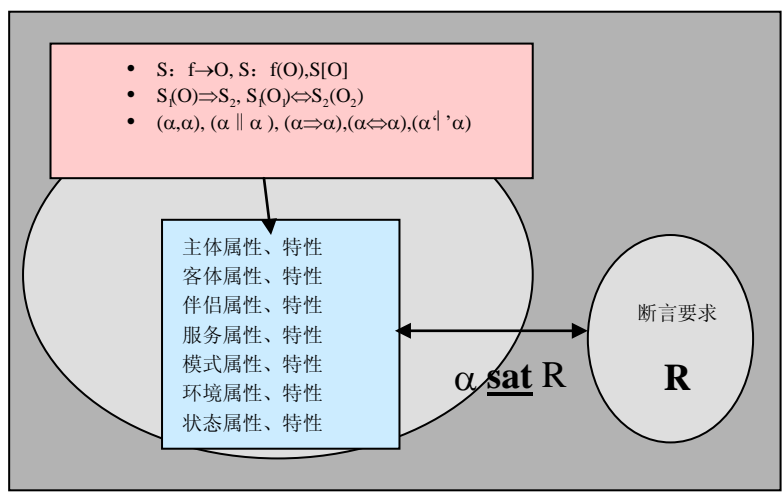 • S：f→O, S：f(O),S[O]
• S₁(O)⇒S₂, S₁(O₁)⇔S₂(O₂)
• (α,α), (α‖α), (α⇒α),(α⇔α),(α‘|’α)
主体属性、特性
客体属性、特性
伴侣属性、特性
服务属性、特性
模式属性、特性
环境属性、特性
状态属性、特性
断言要求
R
α sat R